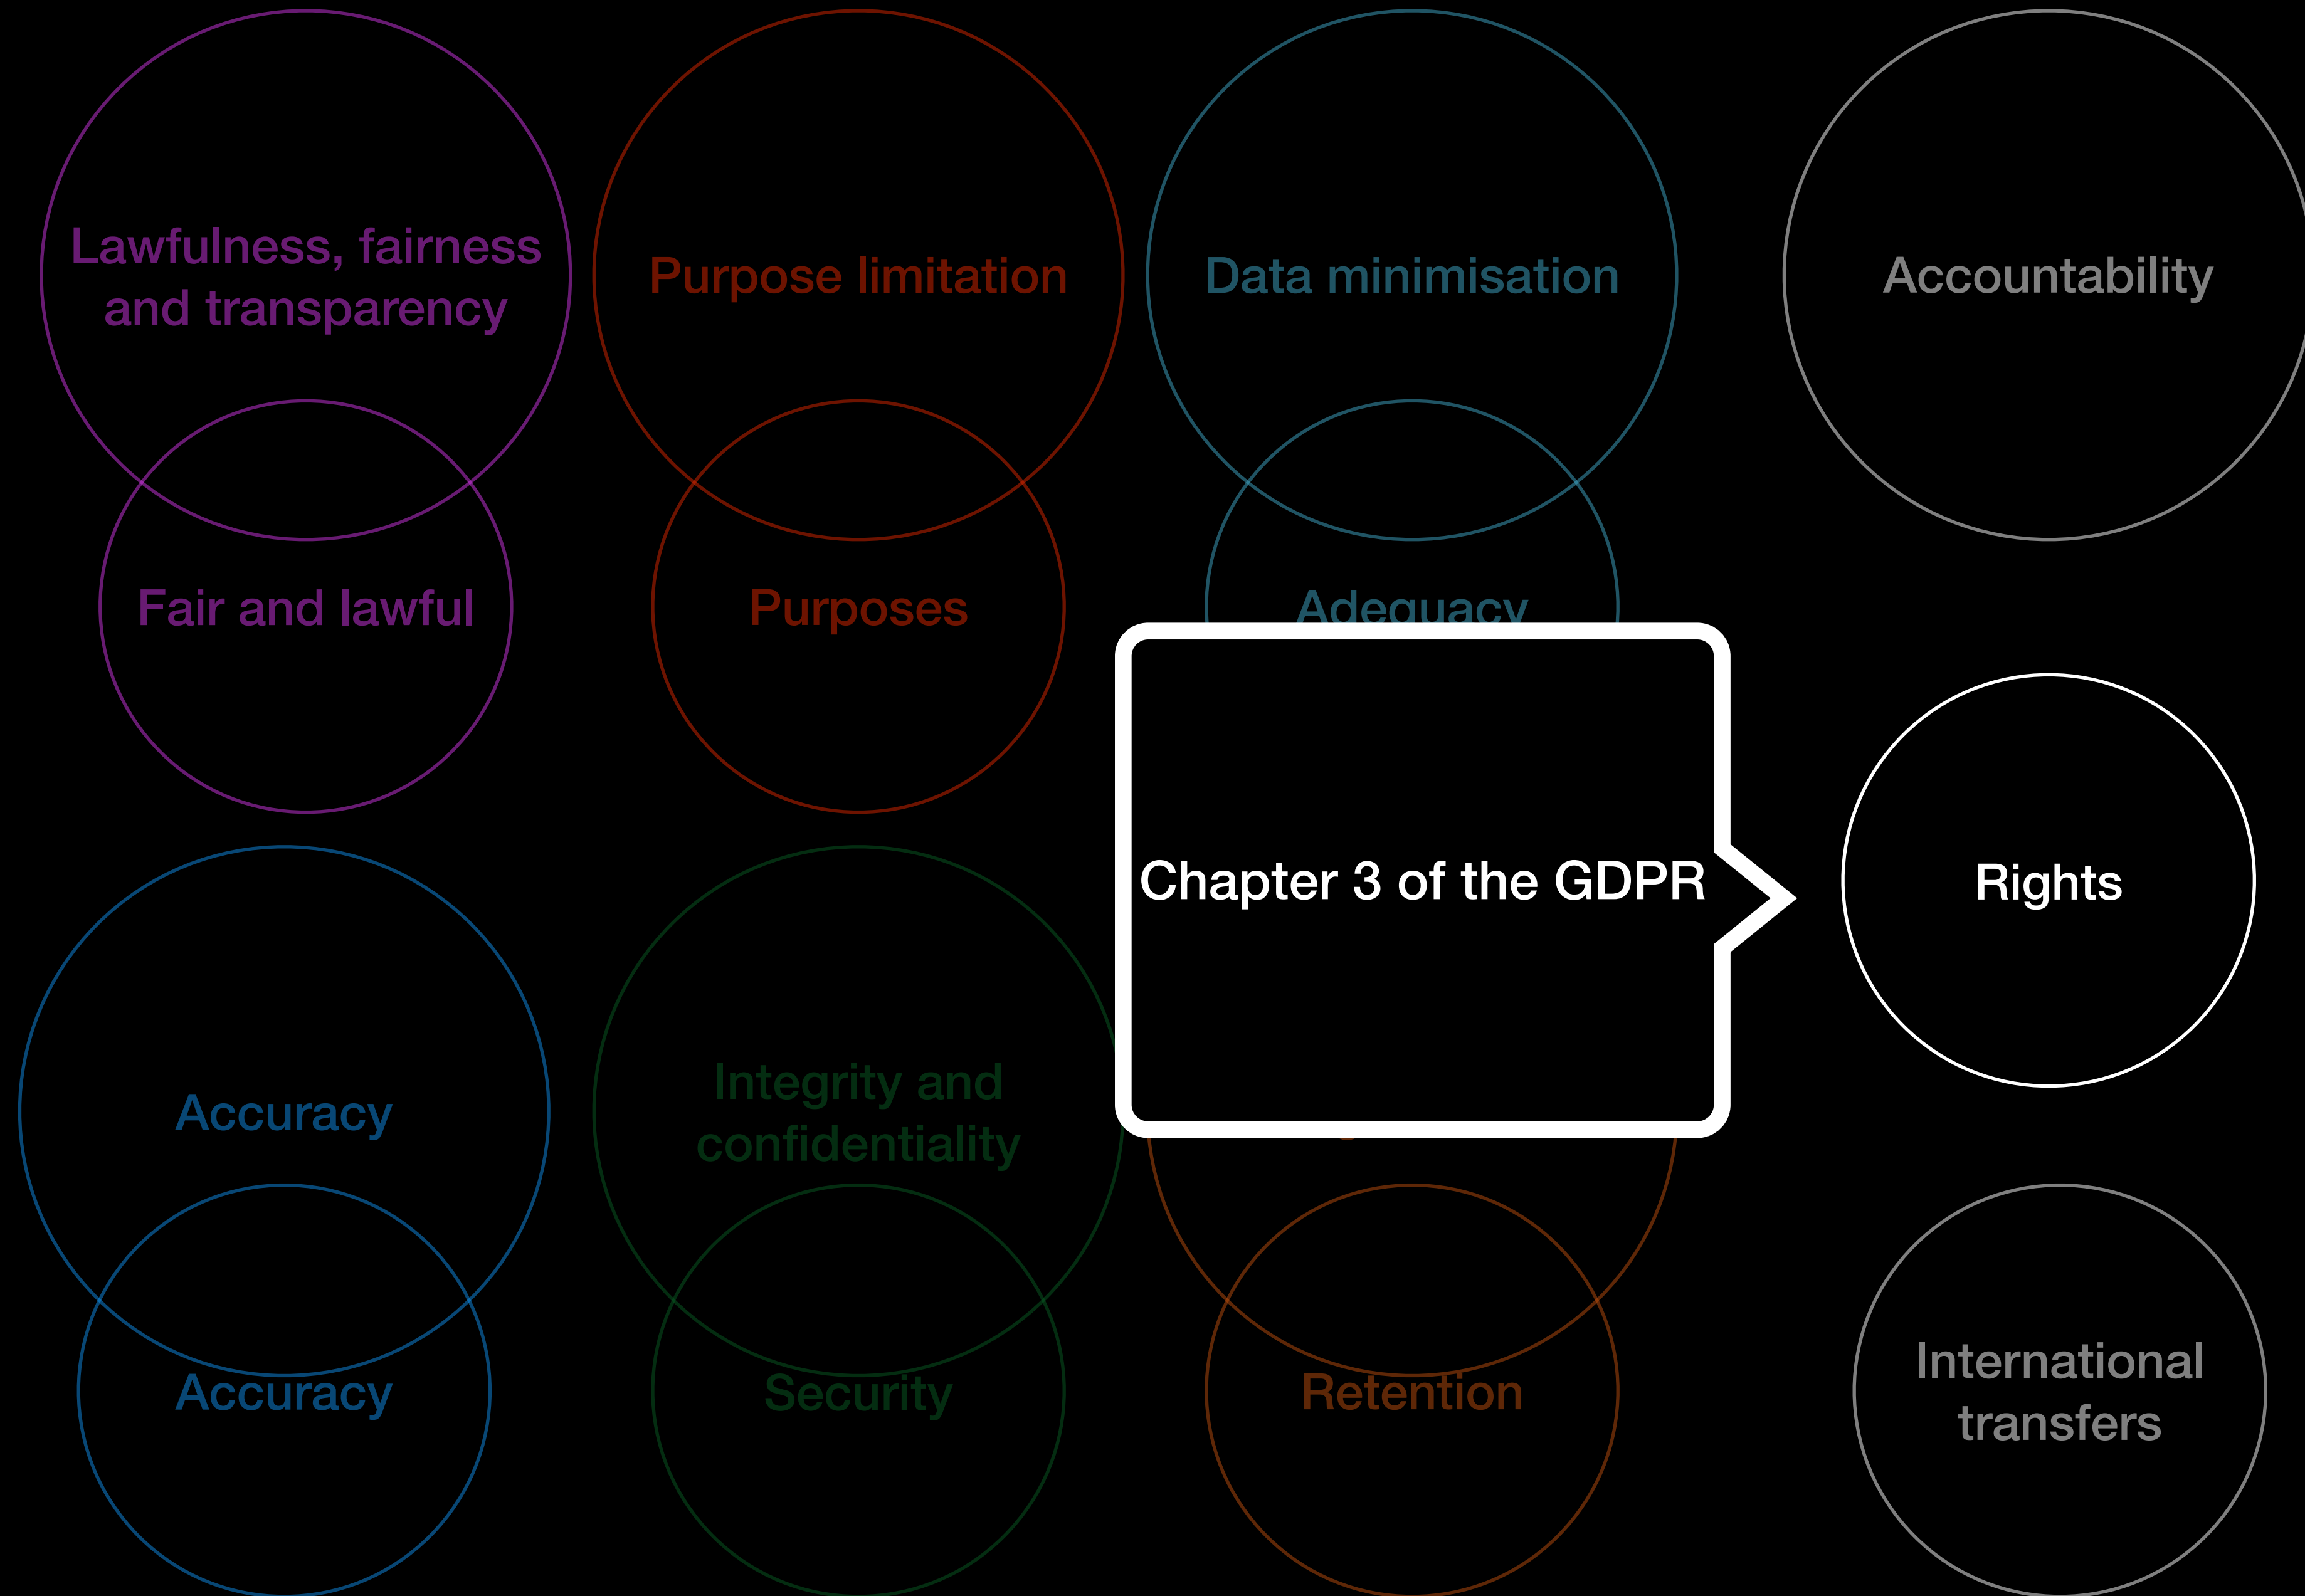 Lawfulness, fairness
and transparency
Purpose limitation
Data minimisation
Accountability
Fair and lawful
Purposes
Adequacy
Chapter 3 of the GDPR
Rights
Accuracy
Integrity and
confidentiality
Accuracy
Security
Retention
International
transfers